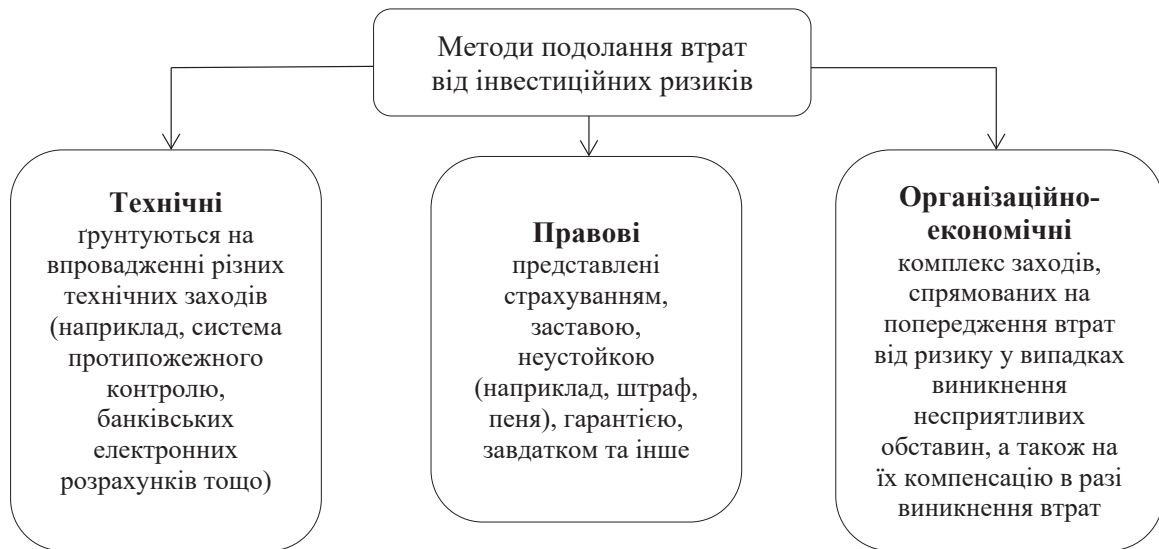 Методи подолання втрат
від інвестиційних ризиків
Технічні
ґрунтуються на
впровадженні різних
технічних заходів
(наприклад, система
протипожежного
контролю,
банківських
електронних
розрахунків тощо)
Правові
представлені
страхуванням,
заставою,
неустойкою
(наприклад, штраф,
пеня), гарантією,
завдатком та інше
Організаційно-
економічні
комплекс заходів,
спрямованих на
попередження втрат
від ризику у випадках
виникнення
несприятливих
обставин, а також на
їх компенсацію в разі
виникнення втрат